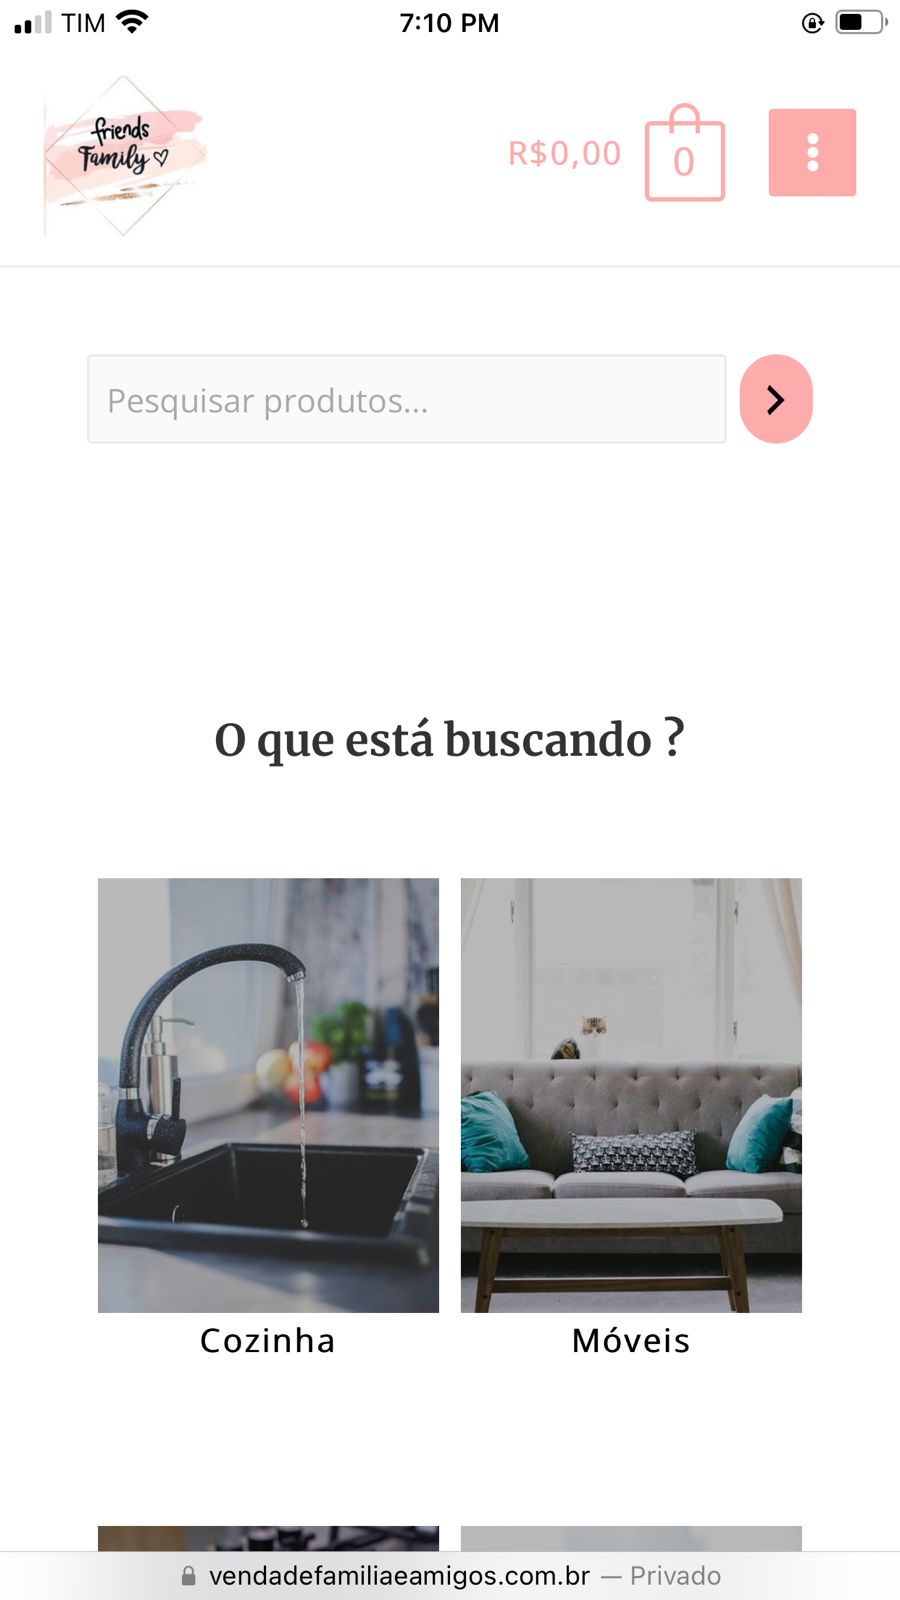 TIM
7:10 PM
friends
Family
R$0,00
0
Pesquisar produtos...
O que está buscando ?
Cozinha
Móveis
vendadefamiliaeamigos.com.br — Privado